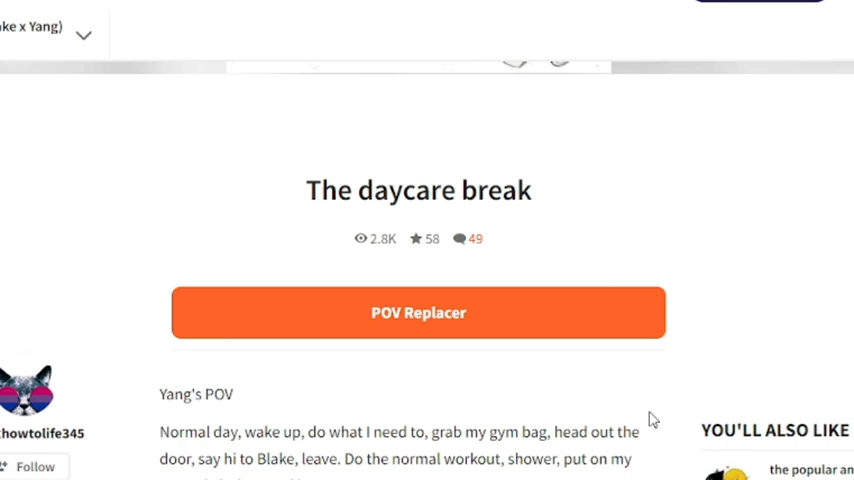 ke x Yang)
The daycare break
2.8K 58 49
POV Replacer
Yang's POV
Normal day, wake up, do what I need to, grab my gym bag, head out the
door, say hi to Blake, leave. Do the normal workout, shower, put on my
howtolife345
Follow
YOU'LL ALSO LIKE
the popular an